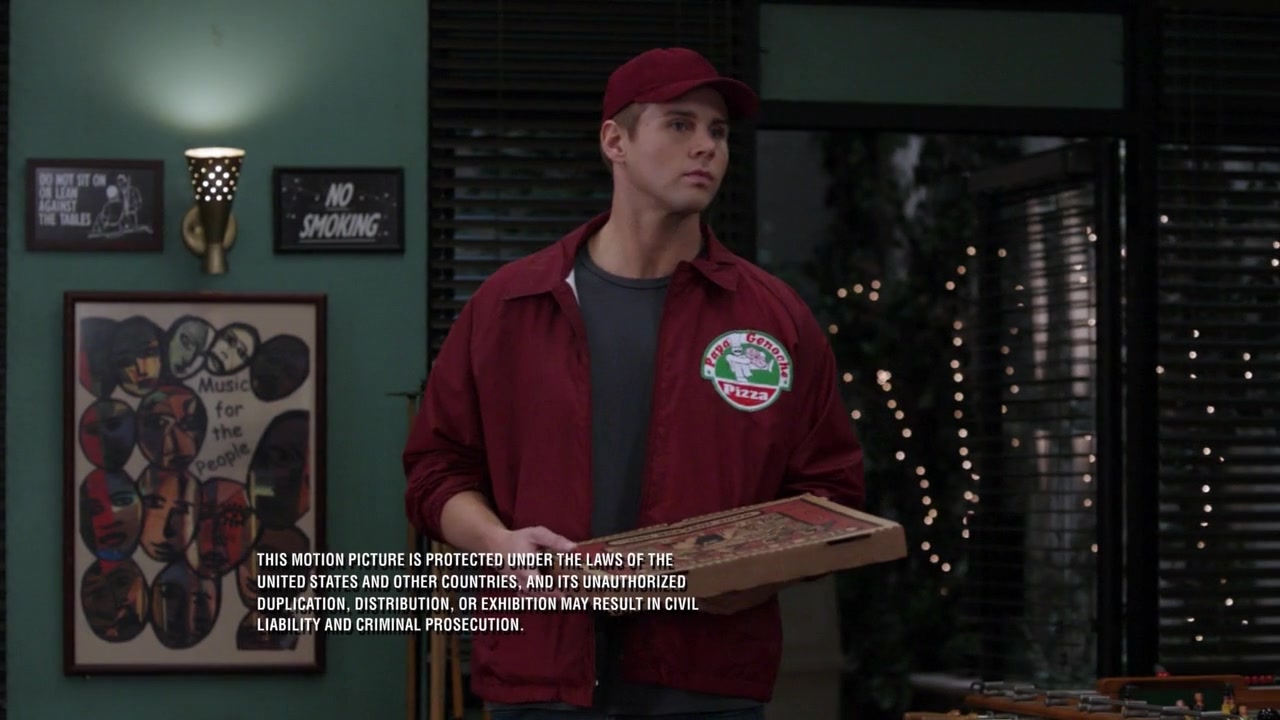 DO NOT SIT ON
OR LEAN
AGAINST
THE TABLES
NO
SMOKING
Music
for
the
People
Papa Genoche
Pizza
THIS MOTION PICTURE IS PROTECTED UNDER THE LAWS OF THE
UNITED STATES AND OTHER COUNTRIES, AND ITS UNAUTHORIZED
DUPLICATION, DISTRIBUTION, OR EXHIBITION MAY RESULT IN CIVIL
LIABILITY AND CRIMINAL PROSECUTION.